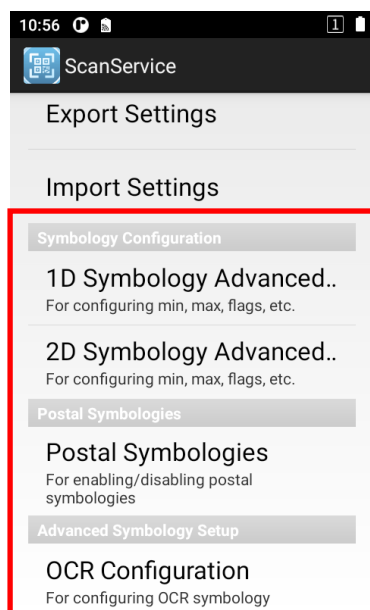 10:56
1
ScanService
Export Settings
Import Settings
Symbology Configuration
1D Symbology Advanced..
For configuring min, max, flags, etc.
2D Symbology Advanced..
For configuring min, max, flags, etc.
Postal Symbologies
Postal Symbologies
For enabling/disabling postal
symbologies
Advanced Symbology Setup
OCR Configuration
For configuring OCR symbology